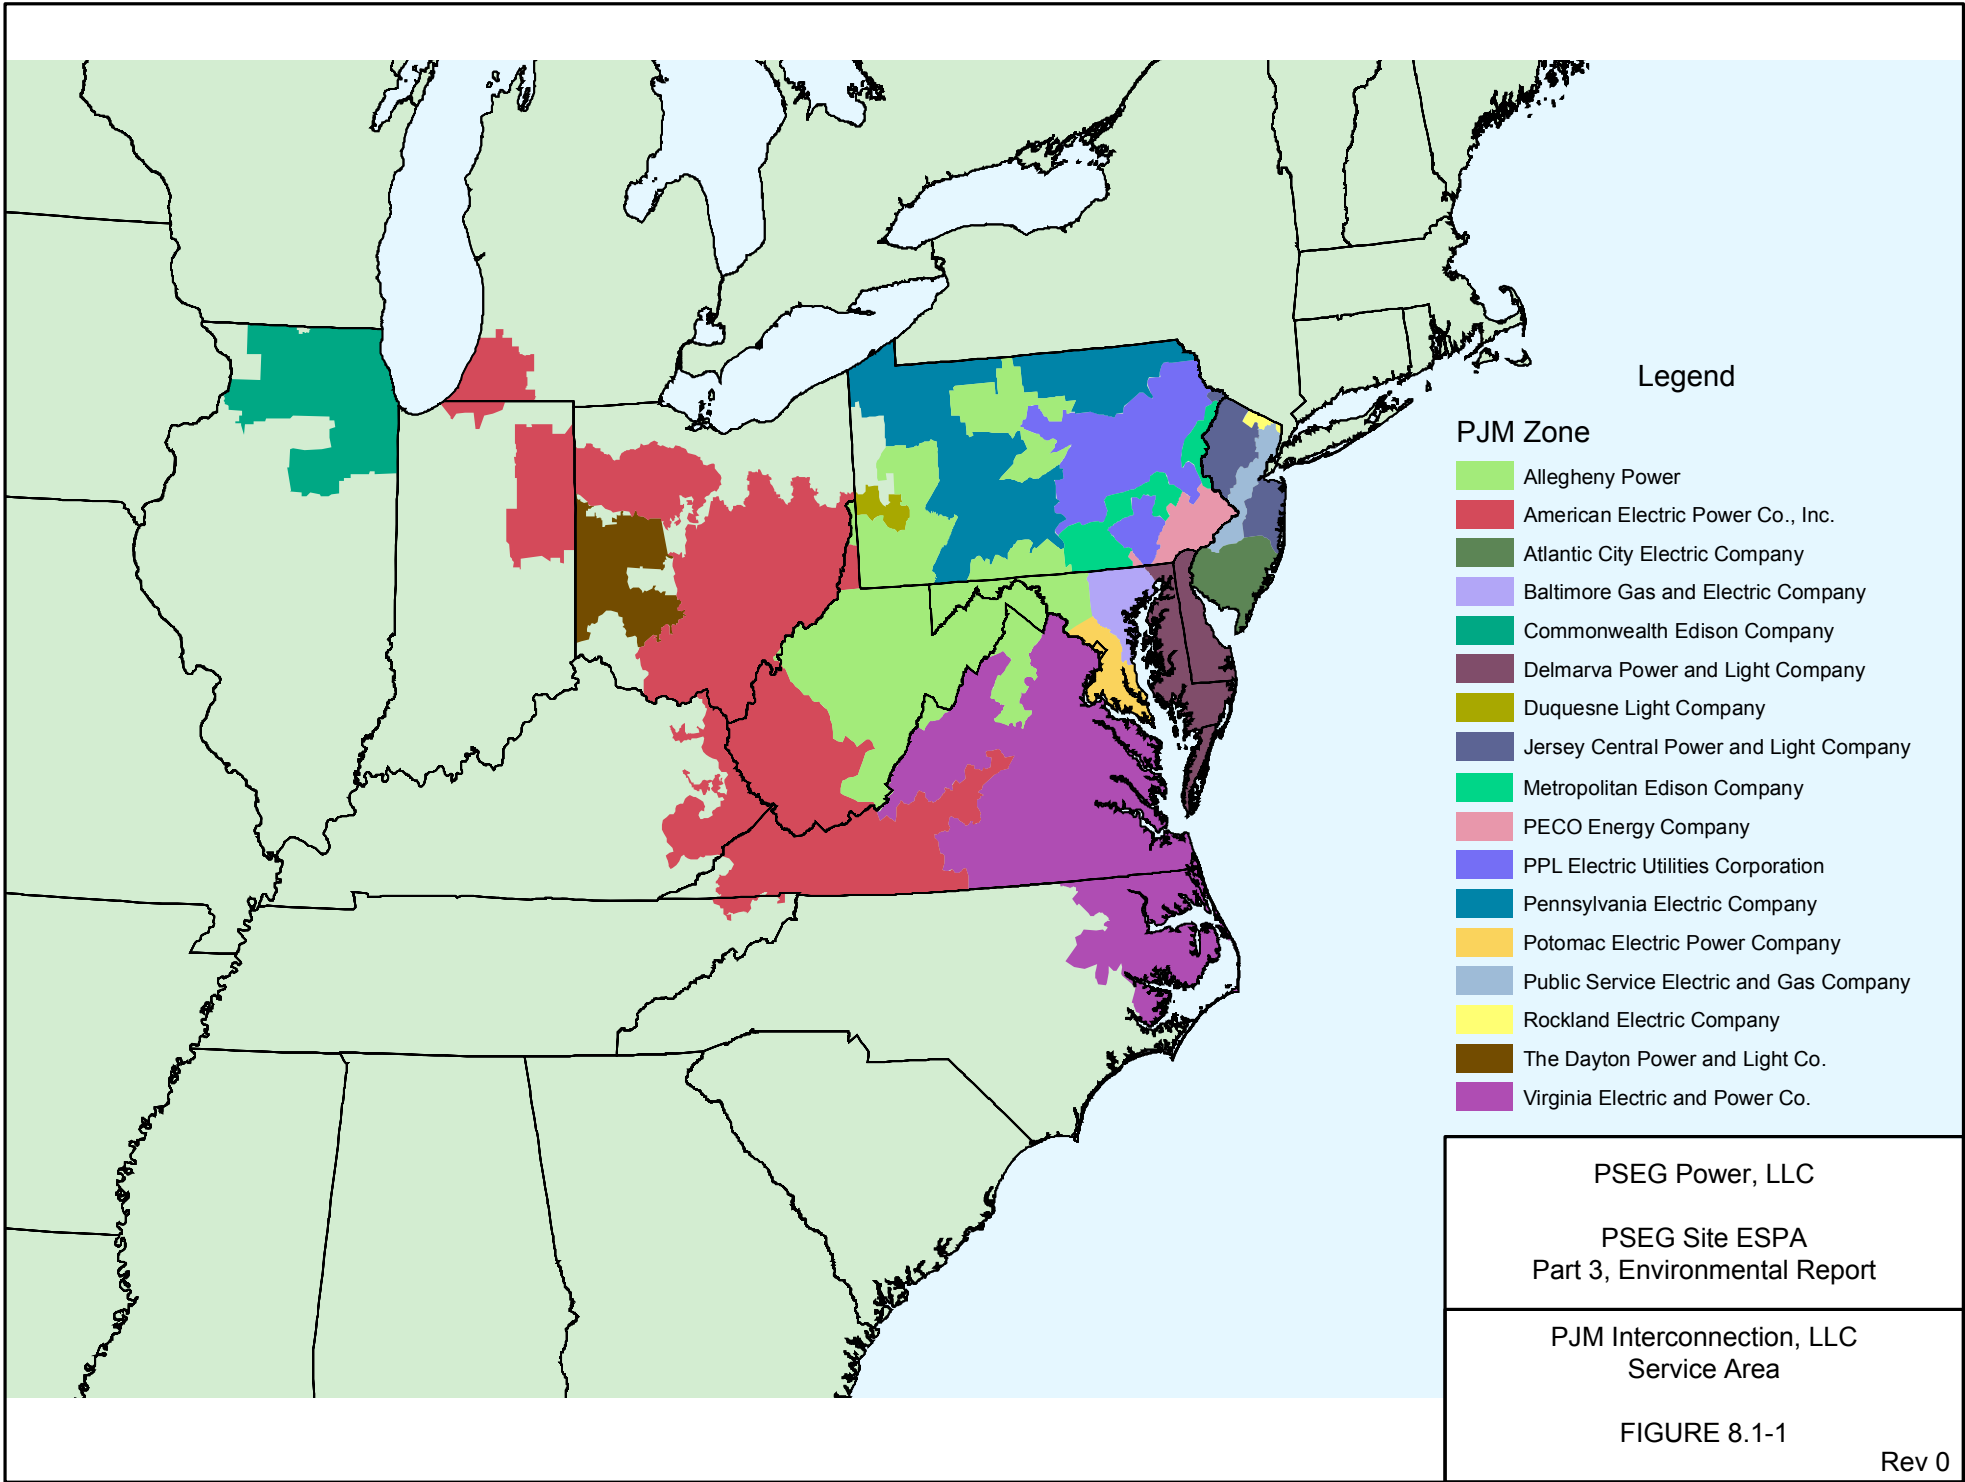 Legend
PJM Zone
Allegheny Power
American Electric Power Co., Inc.
Atlantic City Electric Company
Baltimore Gas and Electric Company
Commonwealth Edison Company
Delmarva Power and Light Company
Duquesne Light Company
Jersey Central Power and Light Company
Metropolitan Edison Company
PECO Energy Company
PPL Electric Utilities Corporation
Pennsylvania Electric Company
Potomac Electric Power Company
Public Service Electric and Gas Company
Rockland Electric Company
The Dayton Power and Light Co.
Virginia Electric and Power Co.
PSEG Power, LLC
PSEG Site ESPA
Part 3, Environmental Report
PJM Interconnection, LLC
Service Area
FIGURE 8.1-1
Rev 0